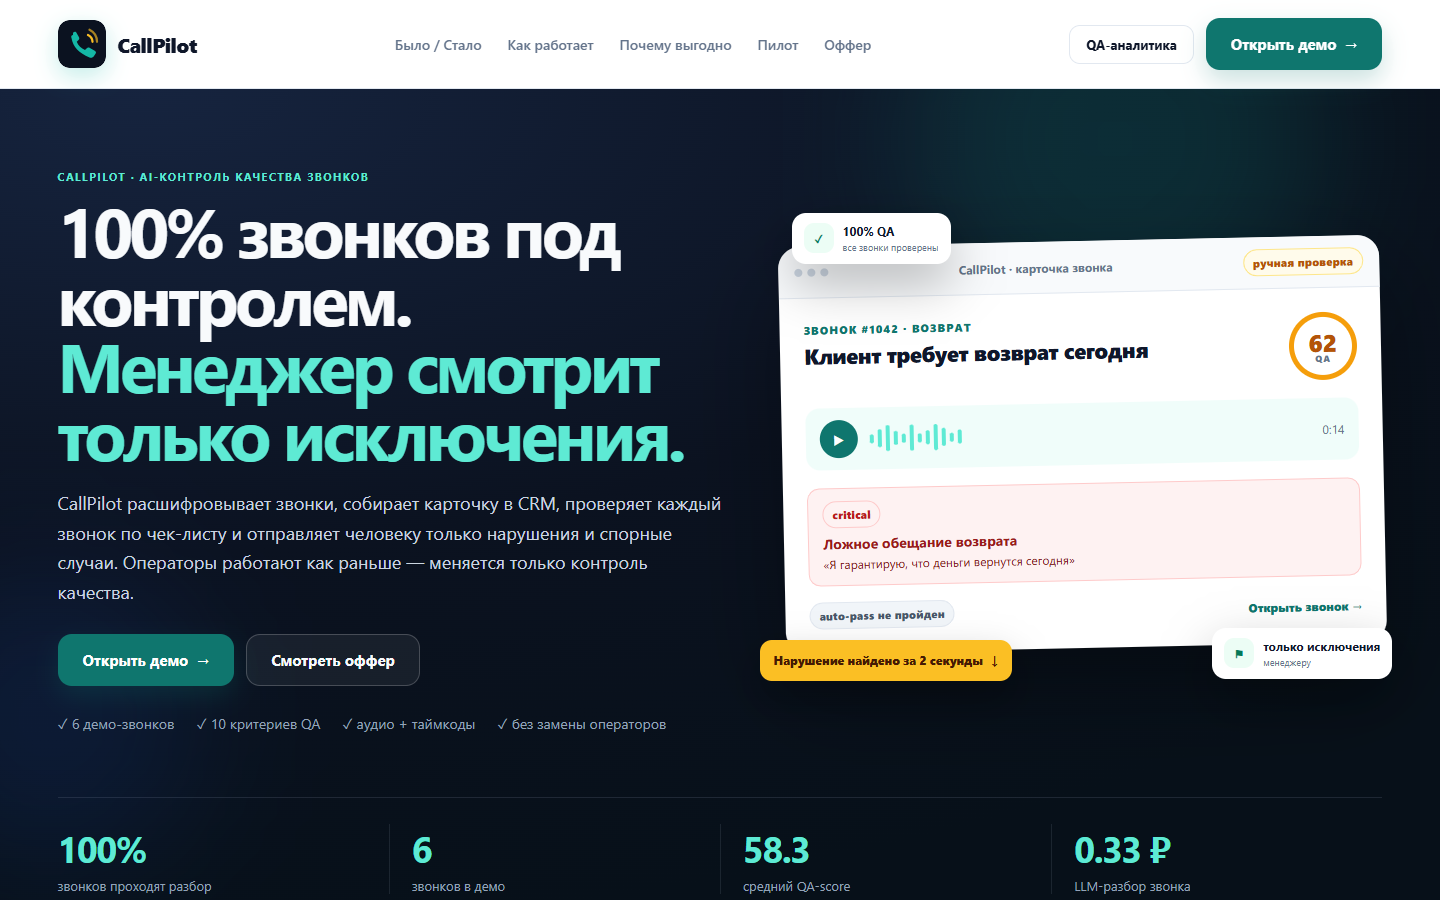 CallPilot
Было / Стало
Как работает
Почему выгодно
Пилот
Оффер
QA-аналитика
Открыть демо →
CALLPILOT · AI-КОНТРОЛЬ КАЧЕСТВА ЗВОНКОВ
100% звонков под
контролем.
Менеджер смотрит
только исключения.
CallPilot расшифровывает звонки, собирает карточку в CRM, проверяет каждый
звонок по чек-листу и отправляет человеку только нарушения и спорные
случаи. Операторы работают как раньше — меняется только контроль
качества.
Открыть демо →
Смотреть оффер
✓ 6 демо-звонков
✓ 10 критериев QA
✓ аудио + таймкоды
✓ без замены операторов
✓
100% QA
все звонки проверены
CallPilot · карточка звонка
ручная проверка
ЗВОНОК #1042 · ВОЗВРАТ
Клиент требует возврат сегодня
62
QA
0:14
critical
Ложное обещание возврата
«Я гарантирую, что деньги вернутся сегодня»
auto-pass не пройден
Открыть звонок →
Нарушение найдено за 2 секунды ↓
только исключения
менеджеру
100%
звонков проходят разбор
6
звонков в демо
58.3
средний QA-score
0.33 ₽
LLM-разбор звонка